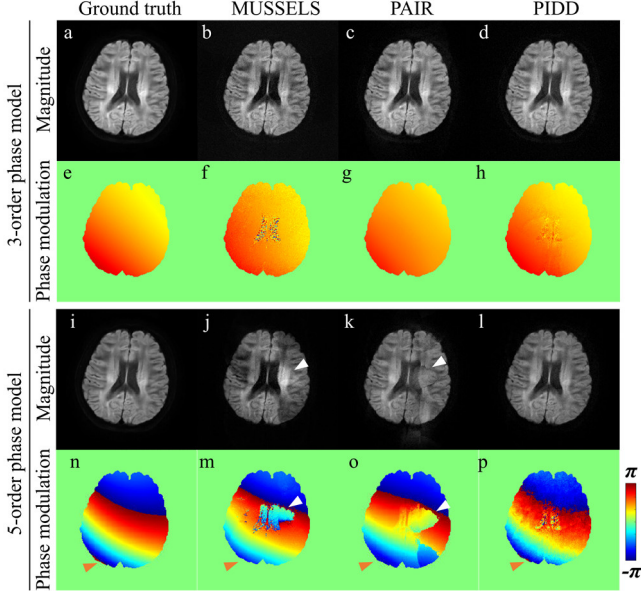 Ground truth MUSSELS PAIR PIDD
3-order phase model
Magnitude
a b c d
Phase modulation
e f g h
5-order phase model
Magnitude
i j k l
Phase modulation
n m o p
π
-π